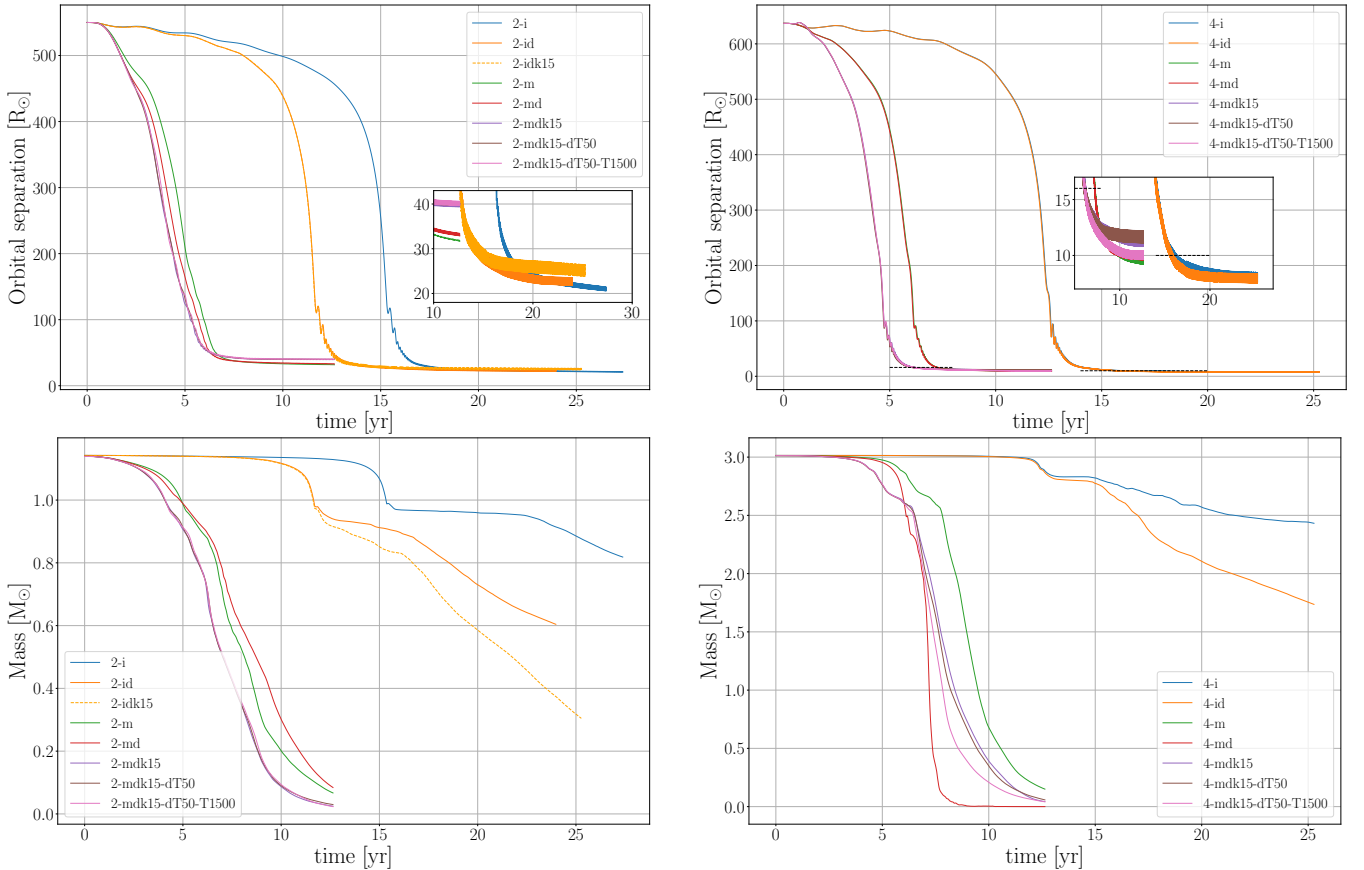 Orbital separation [R⊙]
550
500
400
300
200
100
0
0
5
10
15
20
25
time [yr]
2-i
2-id
2-idk15
2-m
2-md
2-mdk15
2-mdk15-dT50
2-mdk15-dT50-T1500
40
30
20
10
20
30
Orbital separation [R⊙]
600
500
400
300
200
100
0
0
5
10
15
20
25
time [yr]
4-i
4-id
4-m
4-md
4-mdk15
4-mdk15-dT50
4-mdk15-dT50-T1500
15
10
10
20
Mass [M⊙]
1.0
0.8
0.6
0.4
0.2
0.0
0
5
10
15
20
25
time [yr]
2-i
2-id
2-idk15
2-m
2-md
2-mdk15
2-mdk15-dT50
2-mdk15-dT50-T1500
Mass [M⊙]
3.0
2.5
2.0
1.5
1.0
0.5
0.0
0
5
10
15
20
25
time [yr]
4-i
4-id
4-m
4-md
4-mdk15
4-mdk15-dT50
4-mdk15-dT50-T1500